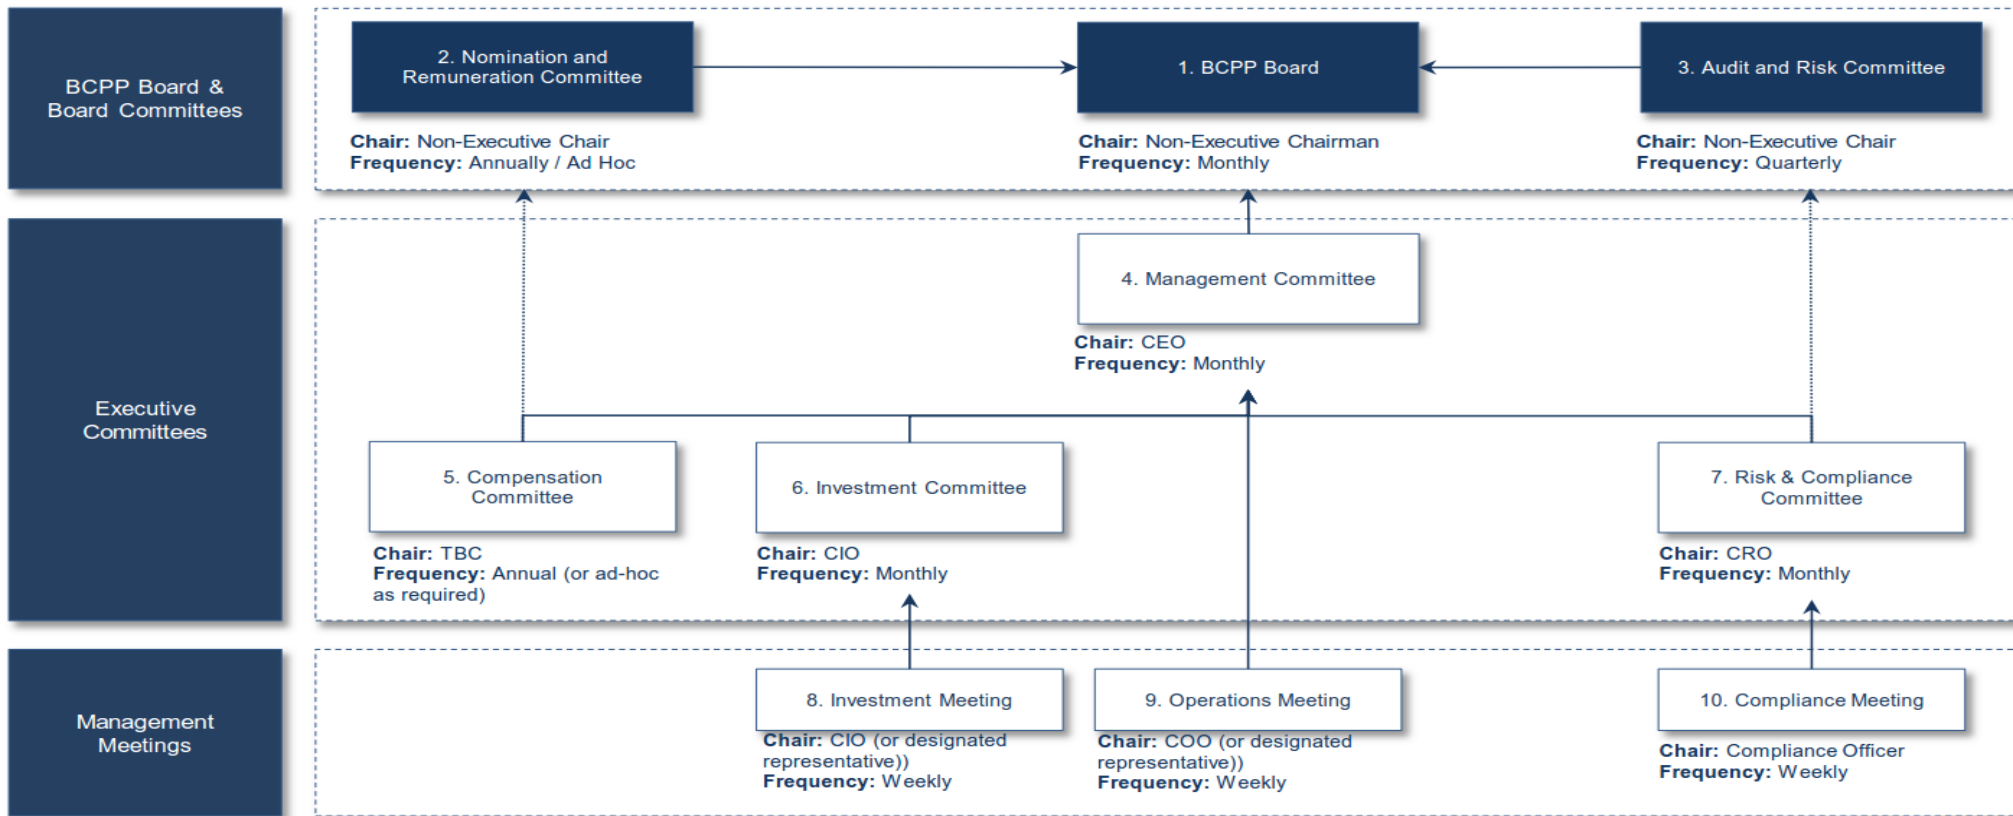 BCPP Board &
Board Committees
2. Nomination and
Remuneration Committee
Chair: Non-Executive Chair
Frequency: Annually / Ad Hoc
1. BCPP Board
Chair: Non-Executive Chairman
Frequency: Monthly
3. Audit and Risk Committee
Chair: Non-Executive Chair
Frequency: Quarterly
Executive
Committees
4. Management Committee
Chair: CEO
Frequency: Monthly
5. Compensation
Committee
Chair: TBC
Frequency: Annual (or ad-hoc
as required)
6. Investment Committee
Chair: CIO
Frequency: Monthly
7. Risk & Compliance
Committee
Chair: CRO
Frequency: Monthly
Management
Meetings
8. Investment Meeting
Chair: CIO (or designated
representative))
Frequency: Weekly
9. Operations Meeting
Chair: COO (or designated
representative))
Frequency: Weekly
10. Compliance Meeting
Chair: Compliance Officer
Frequency: Weekly